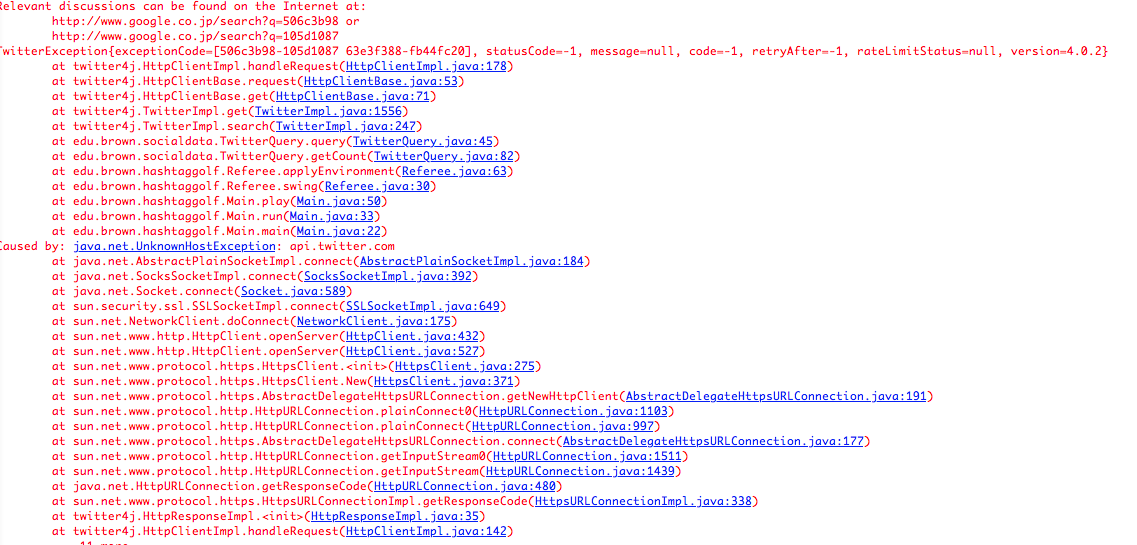 Relevant discussions can be found on the Internet at:
http://www.google.co.jp/search?q=506c3b98 or
http://www.google.co.jp/search?q=105d1087
TwitterException{exceptionCode=[506c3b98-105d1087 63e3f388-fb44fc20], statusCode=-1, message=null, code=-1, retryAfter=-1, rateLimitStatus=null, version=4.0.2}
at twitter4j.HttpClientImpl.handleRequest(HttpClientImpl.java:178)
at twitter4j.HttpClientBase.request(HttpClientBase.java:53)
at twitter4j.HttpClientBase.get(HttpClientBase.java:71)
at twitter4j.TwitterImpl.get(TwitterImpl.java:1556)
at twitter4j.TwitterImpl.search(TwitterImpl.java:247)
at edu.brown.socialdata.TwitterQuery.query(TwitterQuery.java:45)
at edu.brown.socialdata.TwitterQuery.getCount(TwitterQuery.java:82)
at edu.brown.hashtaggolf.Referee.applyEnvironment(Referee.java:63)
at edu.brown.hashtaggolf.Referee.swing(Referee.java:30)
at edu.brown.hashtaggolf.Main.play(Main.java:50)
at edu.brown.hashtaggolf.Main.run(Main.java:33)
at edu.brown.hashtaggolf.Main.main(Main.java:22)
Caused by: java.net.UnknownHostException: api.twitter.com
at java.net.AbstractPlainSocketImpl.connect(AbstractPlainSocketImpl.java:184)
at java.net.SocksSocketImpl.connect(SocksSocketImpl.java:392)
at java.net.Socket.connect(Socket.java:589)
at sun.security.ssl.SSLSocketImpl.connect(SSLSocketImpl.java:649)
at sun.net.NetworkClient.doConnect(NetworkClient.java:175)
at sun.net.www.http.HttpClient.openServer(HttpClient.java:432)
at sun.net.www.http.HttpClient.openServer(HttpClient.java:527)
at sun.net.www.protocol.https.HttpsClient.<init>(HttpsClient.java:275)
at sun.net.www.protocol.https.HttpsClient.New(HttpsClient.java:371)
at sun.net.www.protocol.https.AbstractDelegateHttpsURLConnection.getNewHttpClient(AbstractDelegateHttpsURLConnection.java:191)
at sun.net.www.protocol.http.HttpURLConnection.plainConnect0(HttpURLConnection.java:1103)
at sun.net.www.protocol.http.HttpURLConnection.plainConnect(HttpURLConnection.java:997)
at sun.net.www.protocol.https.AbstractDelegateHttpsURLConnection.connect(AbstractDelegateHttpsURLConnection.java:177)
at sun.net.www.protocol.http.HttpURLConnection.getInputStream0(HttpURLConnection.java:1511)
at sun.net.www.protocol.http.HttpURLConnection.getInputStream(HttpURLConnection.java:1439)
at java.net.HttpURLConnection.getResponseCode(HttpURLConnection.java:480)
at sun.net.www.protocol.https.HttpsURLConnectionImpl.getResponseCode(HttpsURLConnectionImpl.java:338)
at twitter4j.HttpResponseImpl.<init>(HttpResponseImpl.java:35)
at twitter4j.HttpClientImpl.handleRequest(HttpClientImpl.java:142)